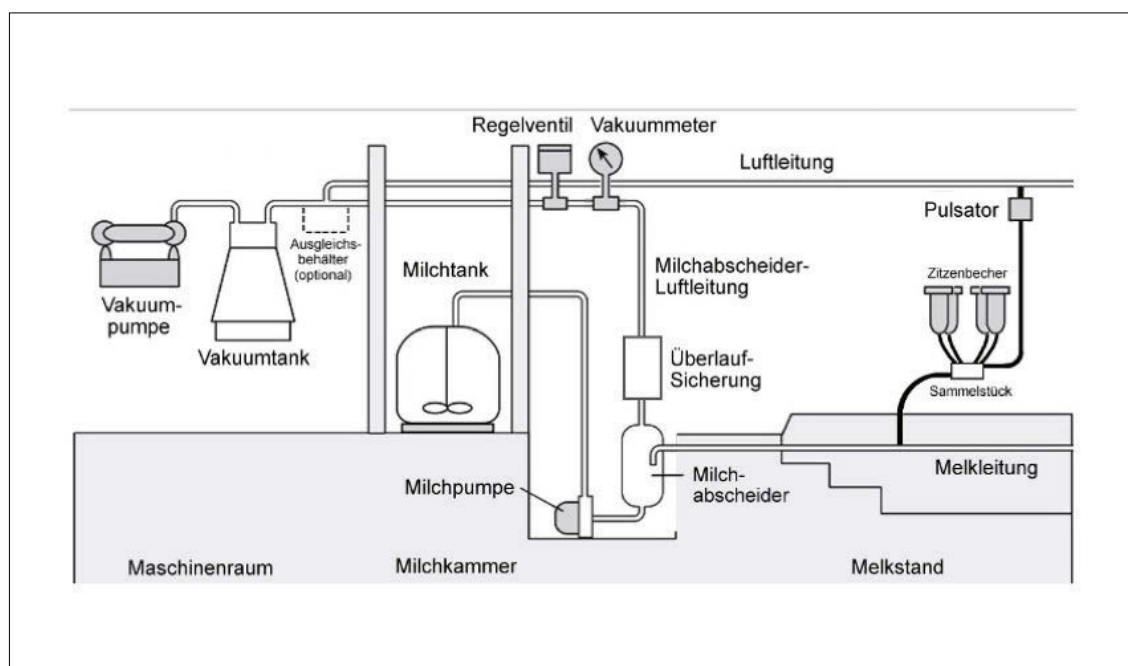 Regelventil
Vakuummeter
Luftleitung
Pulsator
Ausgleichs-
behälter
(optional)
Milchtank
Milchabscheider-
Luftleitung
Zitzenbecher
Vakuum-
pumpe
Vakuumtank
Überlauf-
Sicherung
Sammelstück
Milchpumpe
Milch-
abscheider
Melkleitung
Maschinenraum
Milchkammer
Melkstand